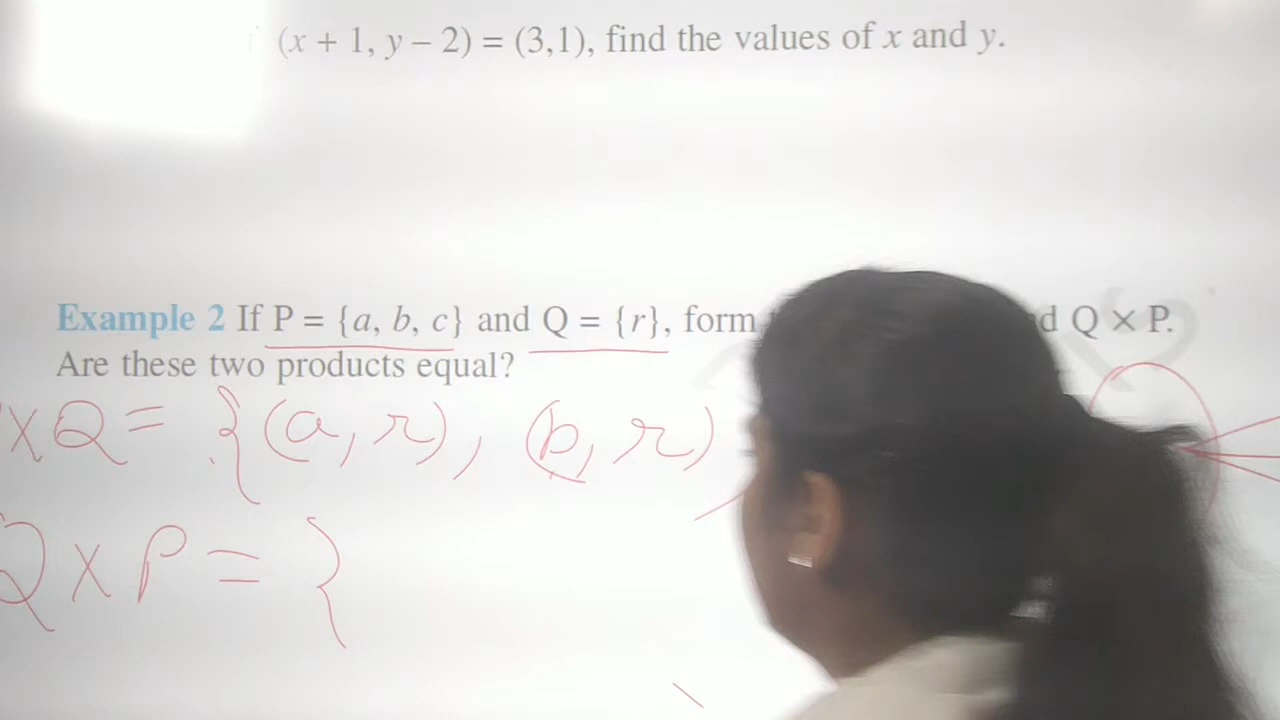 (x + 1, y – 2) = (3,1), find the values of x and y.
Example 2 If P = {a, b, c} and Q = {r}, form d Q × P.
Are these two products equal?
×Q = {(a, r), (b, r)
Q × P = {